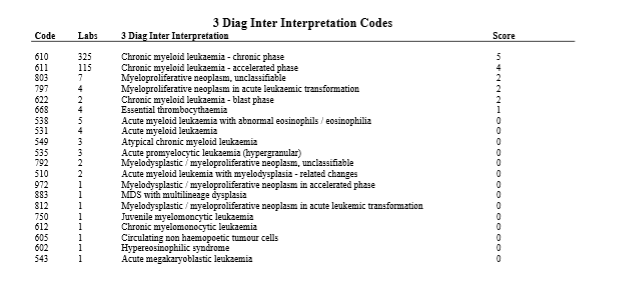 3 Diag Inter Interpretation Codes
Code Labs 3 Diag Inter Interpretation Score
610 325 Chronic myeloid leukaemia - chronic phase 5
611 115 Chronic myeloid leukaemia - accelerated phase 4
803 7 Myeloproliferative neoplasm, unclassifiable 2
797 4 Myeloproliferative neoplasm in acute leukaemic transformation 2
622 2 Chronic myeloid leukaemia - blast phase 2
668 4 Essential thrombocythaemia 1
538 5 Acute myeloid leukaemia with abnormal eosinophils / eosinophilia 0
531 4 Acute myeloid leukaemia 0
549 3 Atypical chronic myeloid leukaemia 0
535 3 Acute promyelocytic leukaemia (hypergranular) 0
792 2 Myelodysplastic / myeloproliferative neoplasm, unclassifiable 0
510 2 Acute myeloid leukemia with myelodysplasia - related changes 0
972 1 Myelodysplastic / myeloproliferative neoplasm in accelerated phase 0
883 1 MDS with multilineage dysplasia 0
812 1 Myelodysplastic / myeloproliferative neoplasm in acute leukemic transformation 0
750 1 Juvenile myelomoncytic leukaemia 0
612 1 Chronic myelomonocytic leukaemia 0
605 1 Circulating non haemopoetic tumour cells 0
602 1 Hypereosinophilic syndrome 0
543 1 Acute megakaryoblastic leukaemia 0